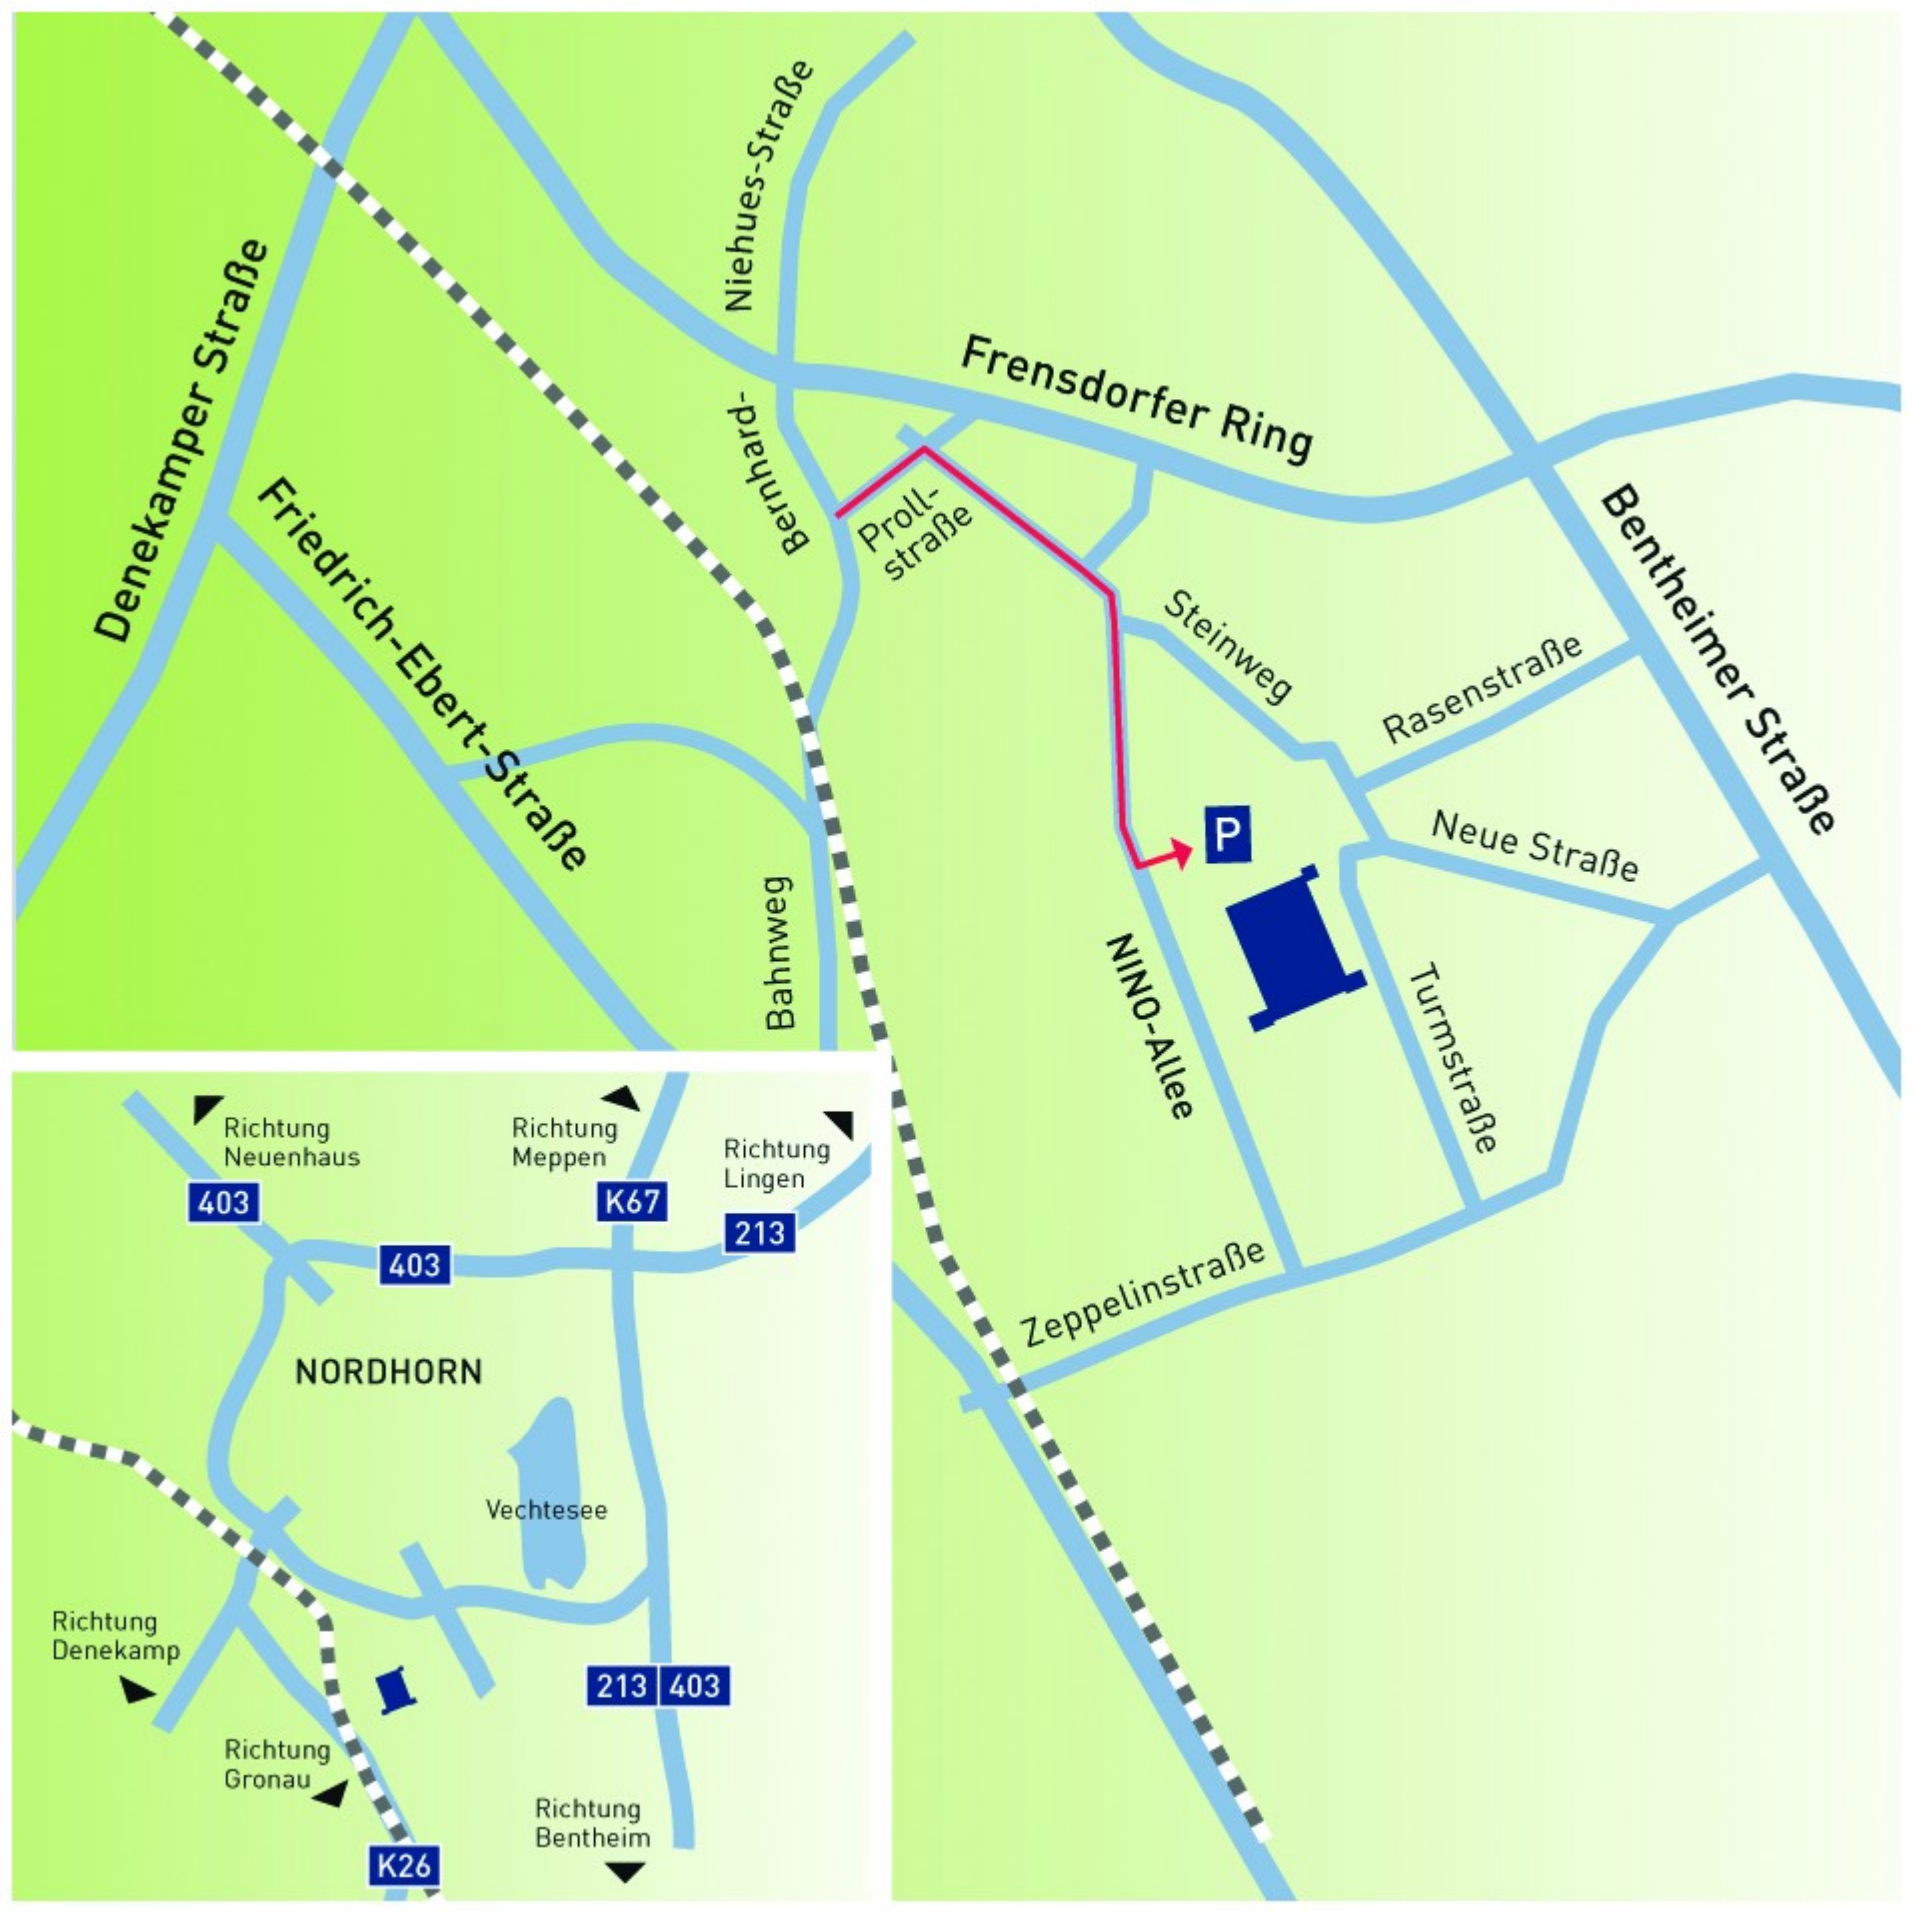 Niehues-Straße
Bernhard-
Denekamper Straße
Friedrich-Ebert-Straße
Frensdorfer Ring
Proll-
straße
Steinweg
Rasenstraße
Bentheimer Straße
P
Neue Straße
Bahnweg
NINO-Allee
Turmstraße
Zeppelinstraße
Richtung
Neuenhaus
403
Richtung
Meppen
K67
Richtung
Lingen
213
403
NORDHORN
Vechtesee
Richtung
Denekamp
213 403
Richtung
Gronau
Richtung
Bentheim
K26